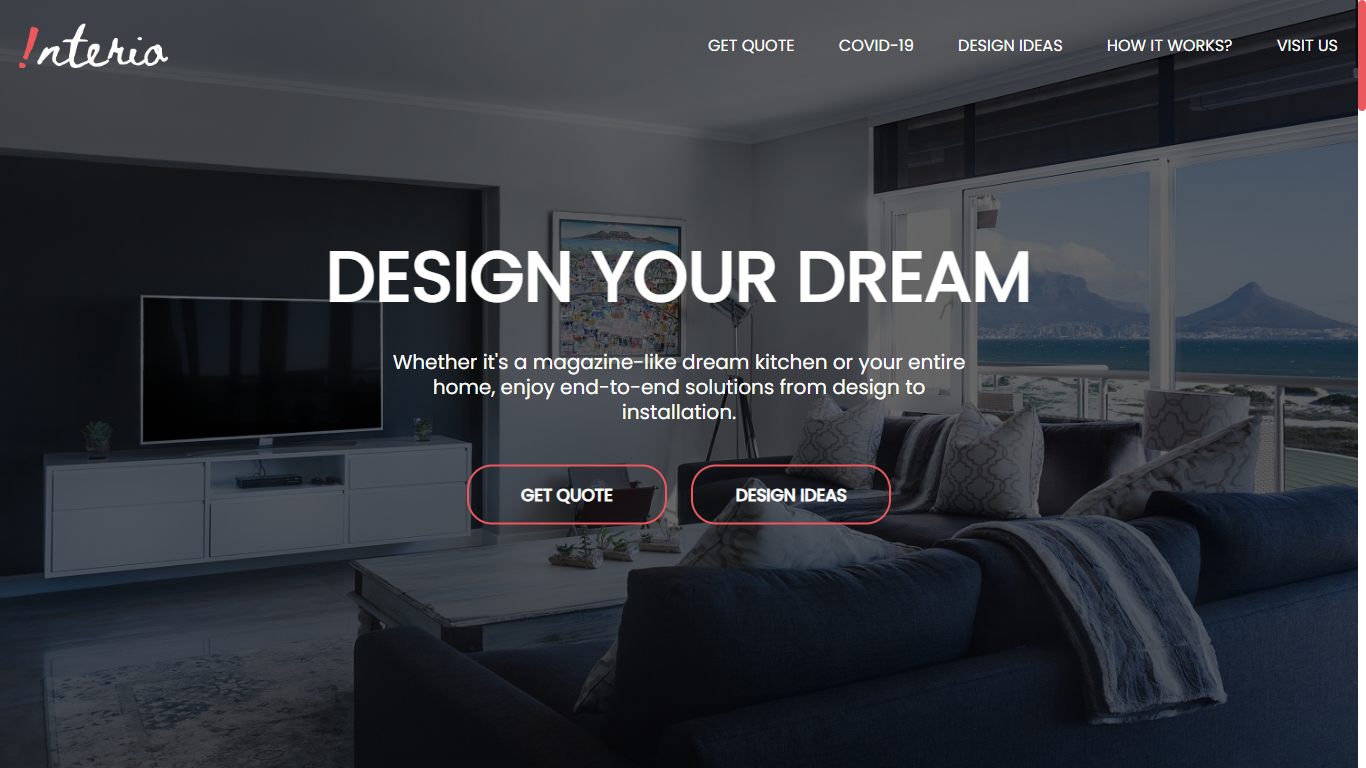 !nterio
GET QUOTE COVID-19 DESIGN IDEAS HOW IT WORKS? VISIT US
DESIGN YOUR DREAM
Whether it's a magazine-like dream kitchen or your entire
home, enjoy end-to-end solutions from design to
installation.
GET QUOTE DESIGN IDEAS